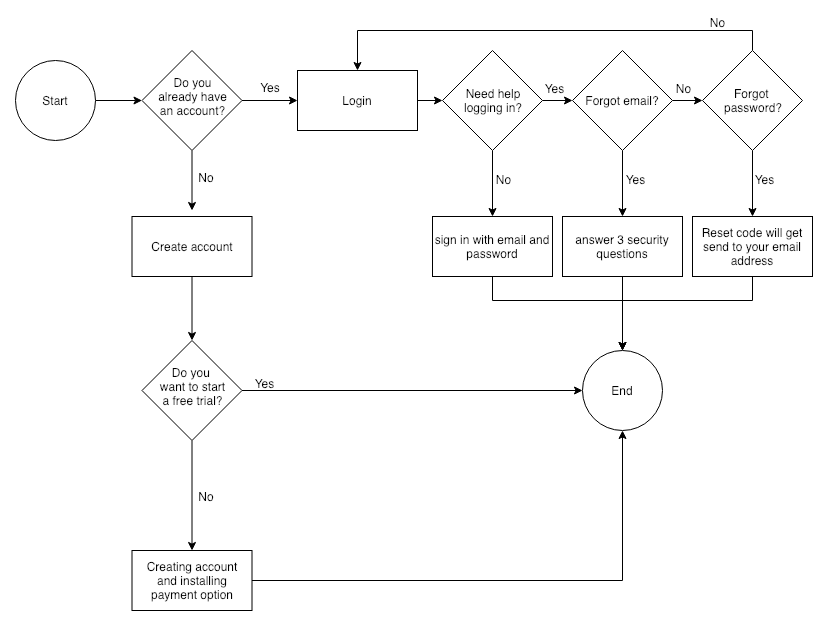 No
Start
Do you
already have
an account?
Yes
Login
Need help
logging in?
Yes
Forgot email?
No
Forgot
password?
No
No
Yes
Yes
Create account
sign in with email and
password
answer 3 security
questions
Reset code will get
send to your email
address
Do you
want to start
a free trial?
Yes
End
No
Creating account
and installing
payment option